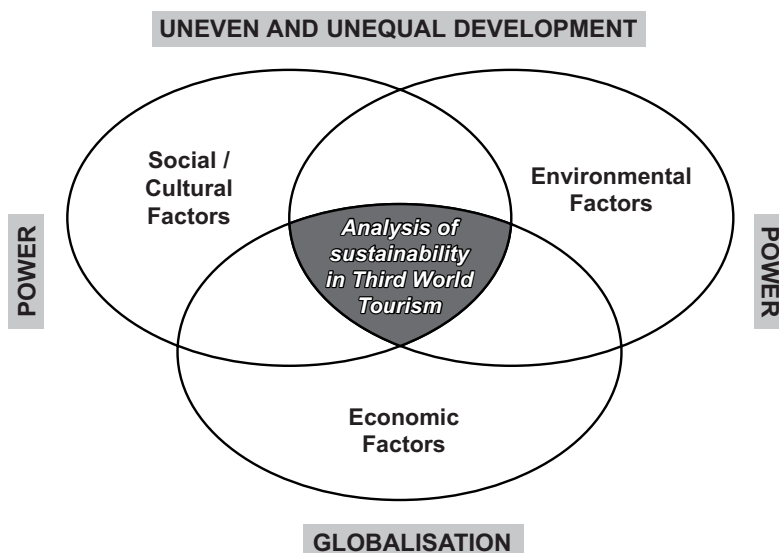 UNEVEN AND UNEQUAL DEVELOPMENT
Social /
Cultural
Factors
Environmental
Factors
POWER
Analysis of
sustainability
in Third World
Tourism
POWER
Economic
Factors
GLOBALISATION